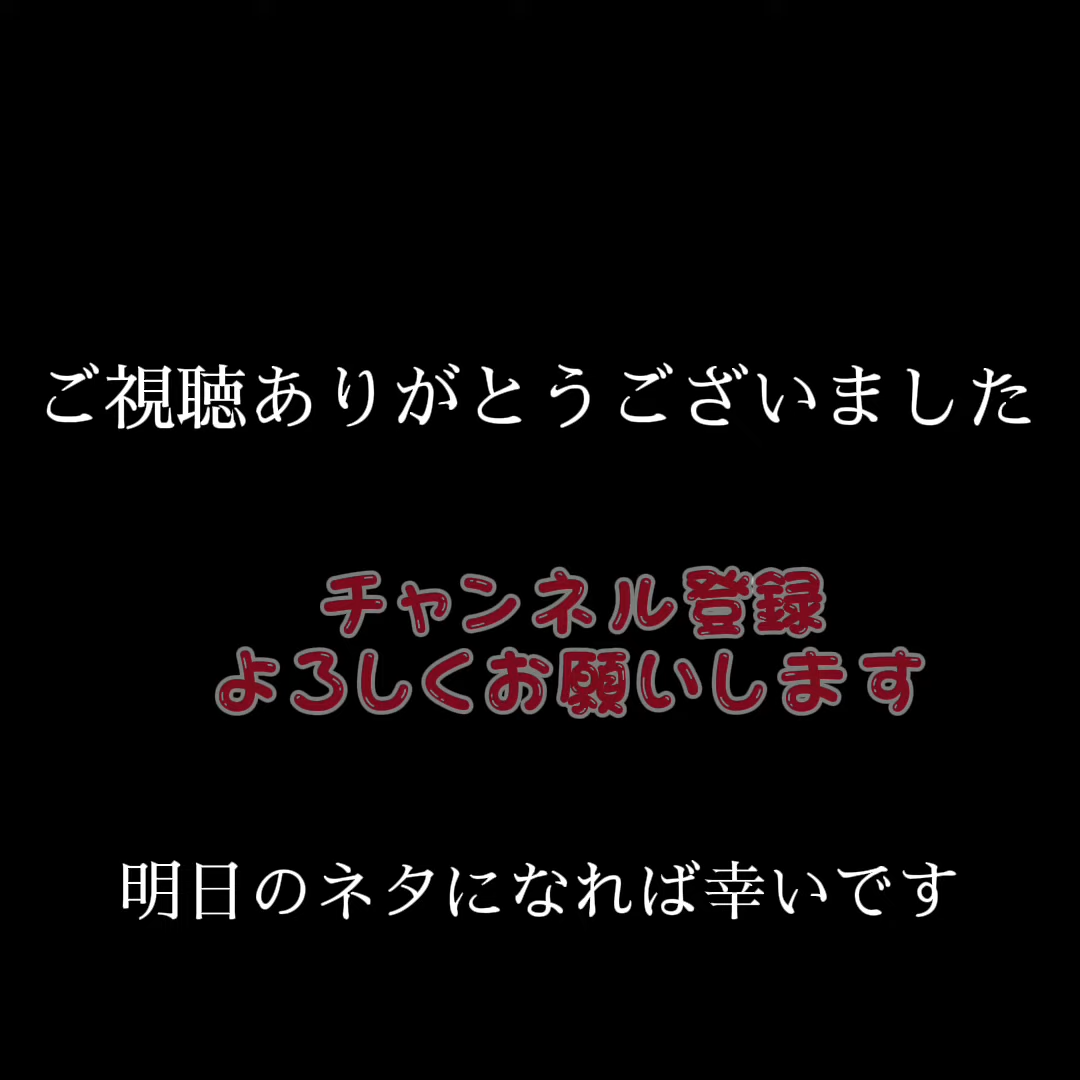 ご視聴ありがとうございました
チャンネル登録
よろしくお願いします
明日のネタになれば幸いです